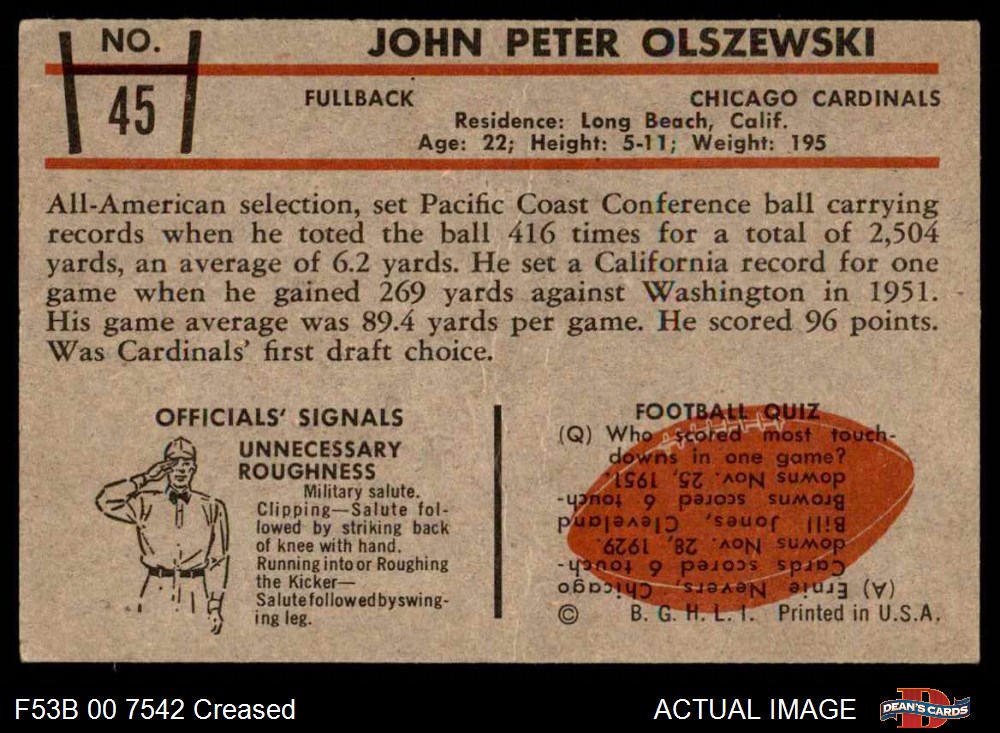 NO.
45
JOHN PETER OLSZEWSKI
FULLBACK
CHICAGO CARDINALS
Residence: Long Beach, Calif.
Age: 22; Height: 5-11; Weight: 195
All-American selection, set Pacific Coast Conference ball carrying
records when he toted the ball 416 times for a total of 2,504
yards, an average of 6.2 yards. He set a California record for one
game when he gained 269 yards against Washington in 1951.
His game average was 89.4 yards per game. He scored 96 points.
Was Cardinals' first draft choice.
OFFICIALS' SIGNALS
UNNECESSARY
ROUGHNESS
Military salute.
Clipping—Salute fol-
lowed by striking back
of knee with hand.
Running into or Roughing
the Kicker—
Salute followed by swing-
ing leg.
FOOTBALL QUIZ
(Q) Who scored most touch-
downs in one game?
(A) Ernie Nevers, Chicago
Cards scored 6 touch-
downs Nov. 28, 1929.
Bill Jones, Cleveland
Browns scored 6 touch-
downs Nov. 25, 1951.
© B. G. H. L. I. Printed in U.S.A.
F53B 00 7542 Creased
ACTUAL IMAGE
DEAN'S CARDS